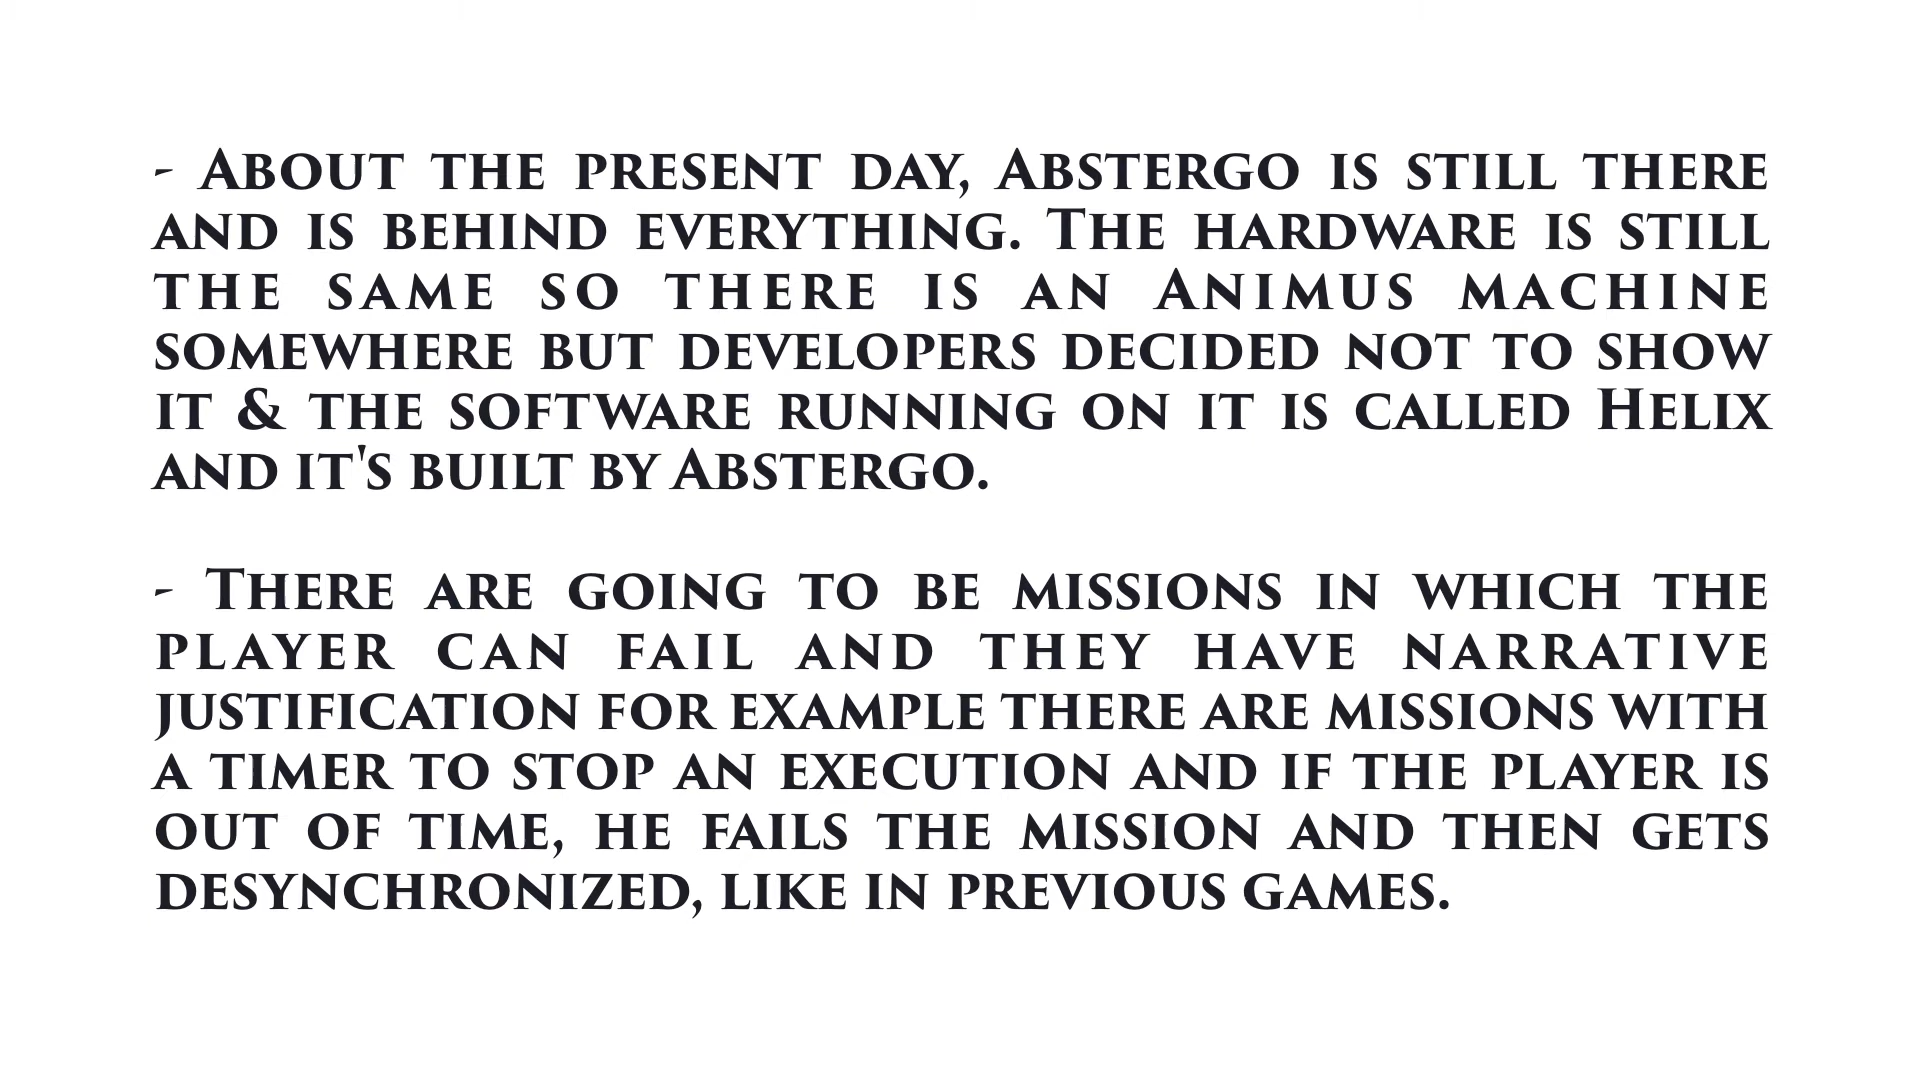 - About the present day, Abstergo is still there
and is behind everything. The hardware is still
the same so there is an Animus machine
somewhere but developers decided not to show
it & the software running on it is called Helix
and it's built by Abstergo.
- There are going to be missions in which the
player can fail and they have narrative
justification for example there are missions with
a timer to stop an execution and if the player is
out of time, he fails the mission and then gets
desynchronized, like in previous games.